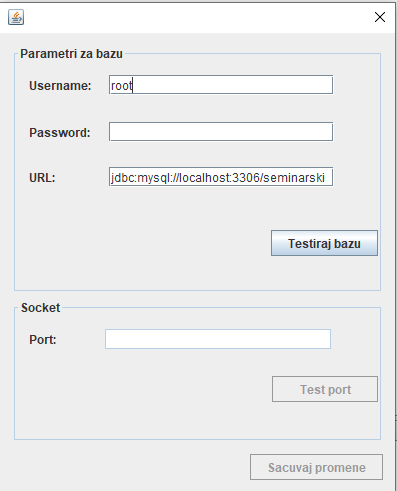 Parametri za bazu
Username: root
Password:
URL: jdbc:mysql://localhost:3306/seminarski
Testiraj bazu
Socket
Port:
Test port
Sacuvaj promene